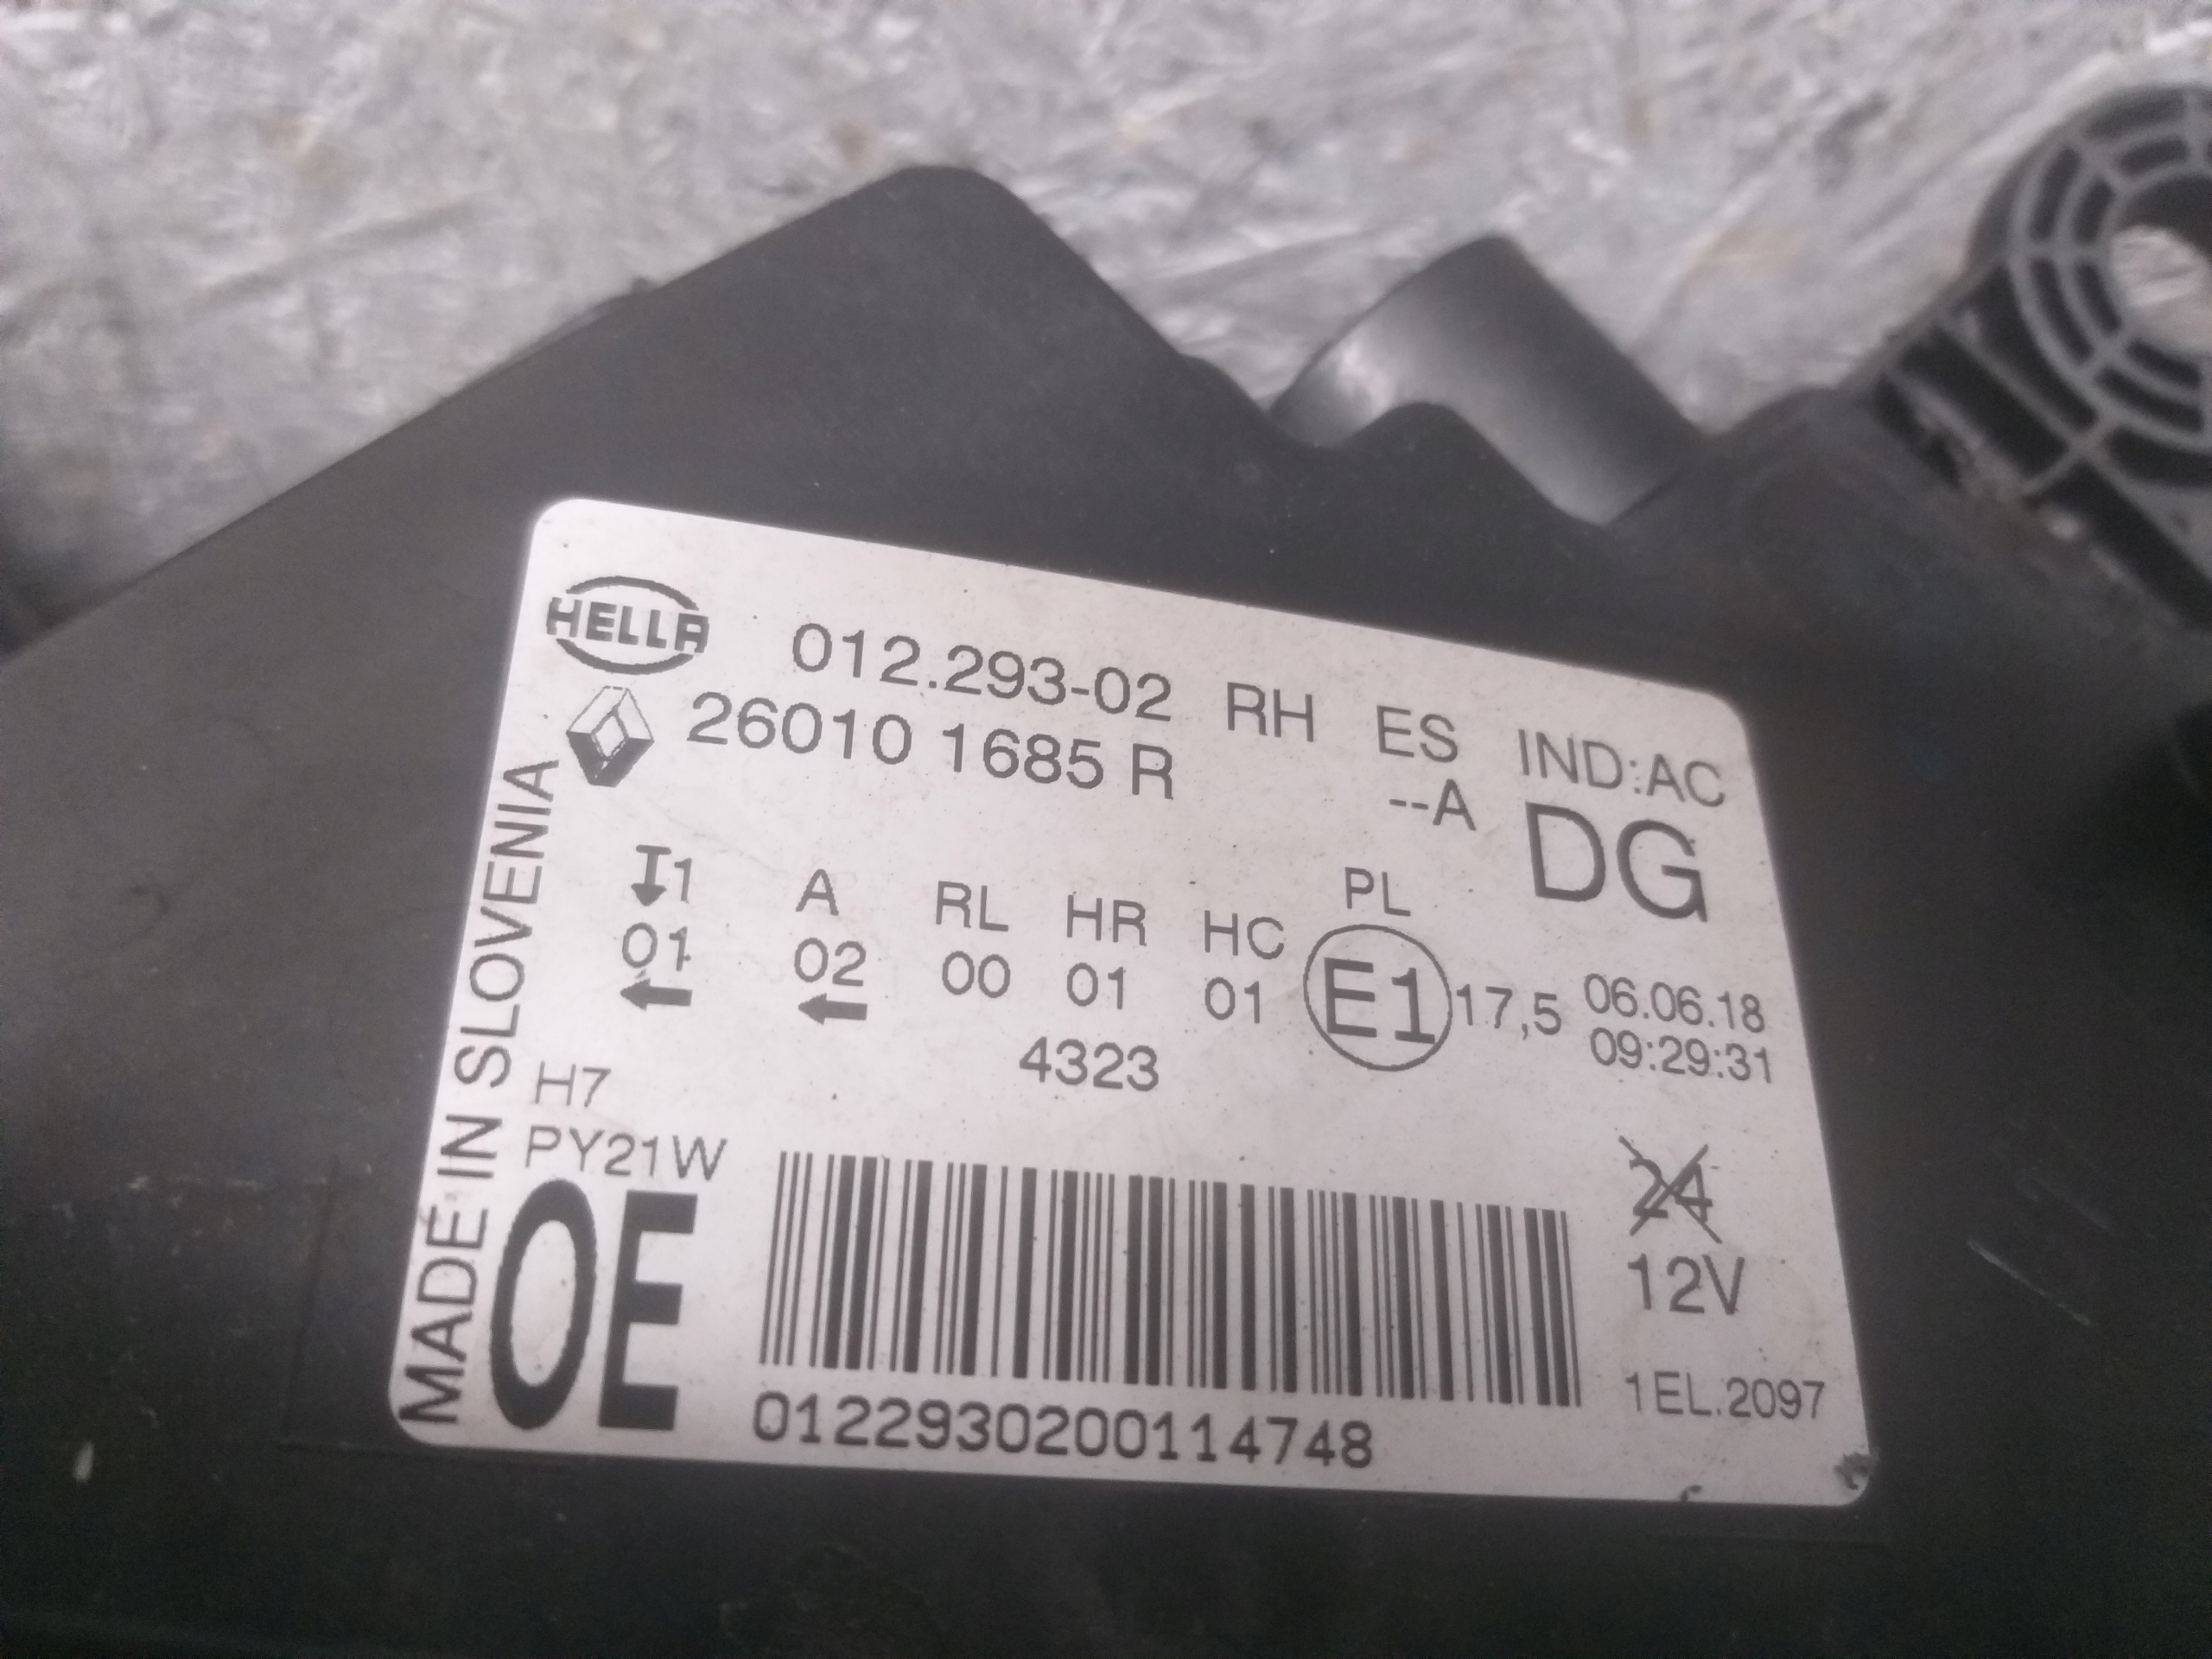 HELLA 012.293-02 RH ES IND:AC
26010 1685 R --A DG
MADE IN SLOVENIA
1 A RL HR HC PL
01 02 00 01 01 E1 17,5 06.06.18
4323 09:29:31
H7
PY21W
24
OE 12V
1EL.2097
01229302001​14748